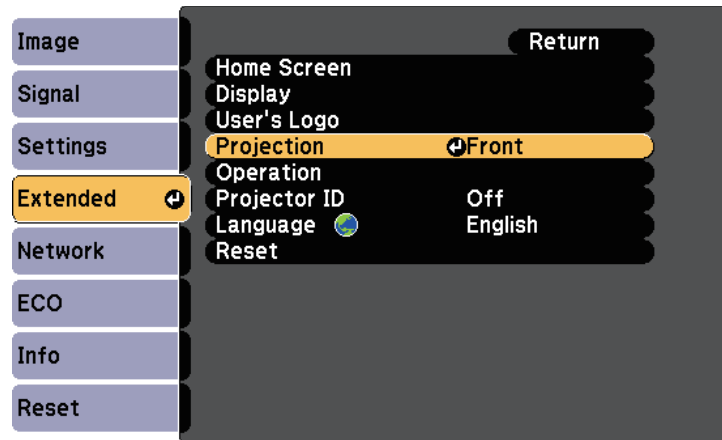 Image
Signal
Settings
Extended
Network
ECO
Info
Reset
Return
Home Screen
Display
User's Logo
Projection Front
Operation
Projector ID Off
Language English
Reset